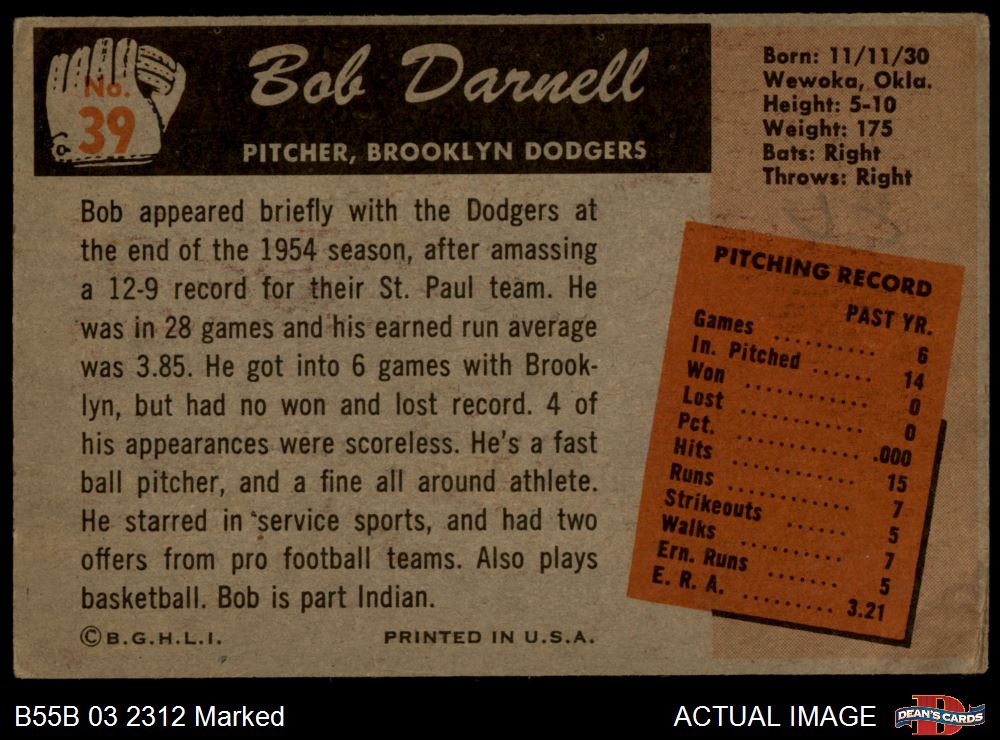 No.
39
Bob Darnell
PITCHER, BROOKLYN DODGERS
Born: 11/11/30
Wewoka, Okla.
Height: 5-10
Weight: 175
Bats: Right
Throws: Right
Bob appeared briefly with the Dodgers at
the end of the 1954 season, after amassing
a 12-9 record for their St. Paul team. He
was in 28 games and his earned run average
was 3.85. He got into 6 games with Brook-
lyn, but had no won and lost record. 4 of
his appearances were scoreless. He's a fast
ball pitcher, and a fine all around athlete.
He starred in service sports, and had two
offers from pro football teams. Also plays
basketball. Bob is part Indian.
©B.G.H.L.I. PRINTED IN U.S.A.
PITCHING RECORD
PAST YR.
Games .......... 6
In. Pitched ...... 14
Won ............ 0
Lost ............ 0
Pct. ............ .000
Hits ............ 15
Runs ............ 7
Strikeouts ...... 5
Walks .......... 7
Ern. Runs ....... 5
E. R. A. ......... 3.21
B55B 03 2312 Marked
ACTUAL IMAGE
D
DEAN'S CARDS